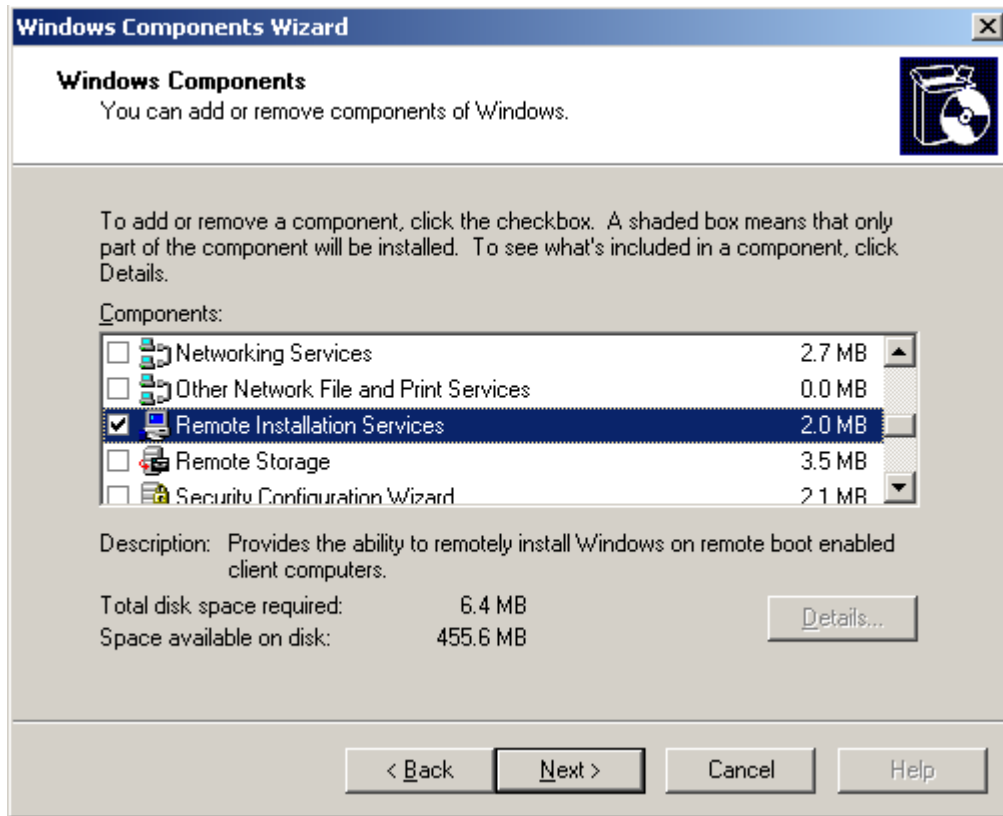 Windows Components Wizard
Windows Components
You can add or remove components of Windows.
To add or remove a component, click the checkbox. A shaded box means that only
part of the component will be installed. To see what's included in a component, click
Details.
Components:
Networking Services 2.7 MB
Other Network File and Print Services 0.0 MB
Remote Installation Services 2.0 MB
Remote Storage 3.5 MB
Security Configuration Wizard 2.1 MB
Description: Provides the ability to remotely install Windows on remote boot enabled
client computers.
Total disk space required: 6.4 MB
Space available on disk: 455.6 MB
Details...
< Back Next > Cancel Help